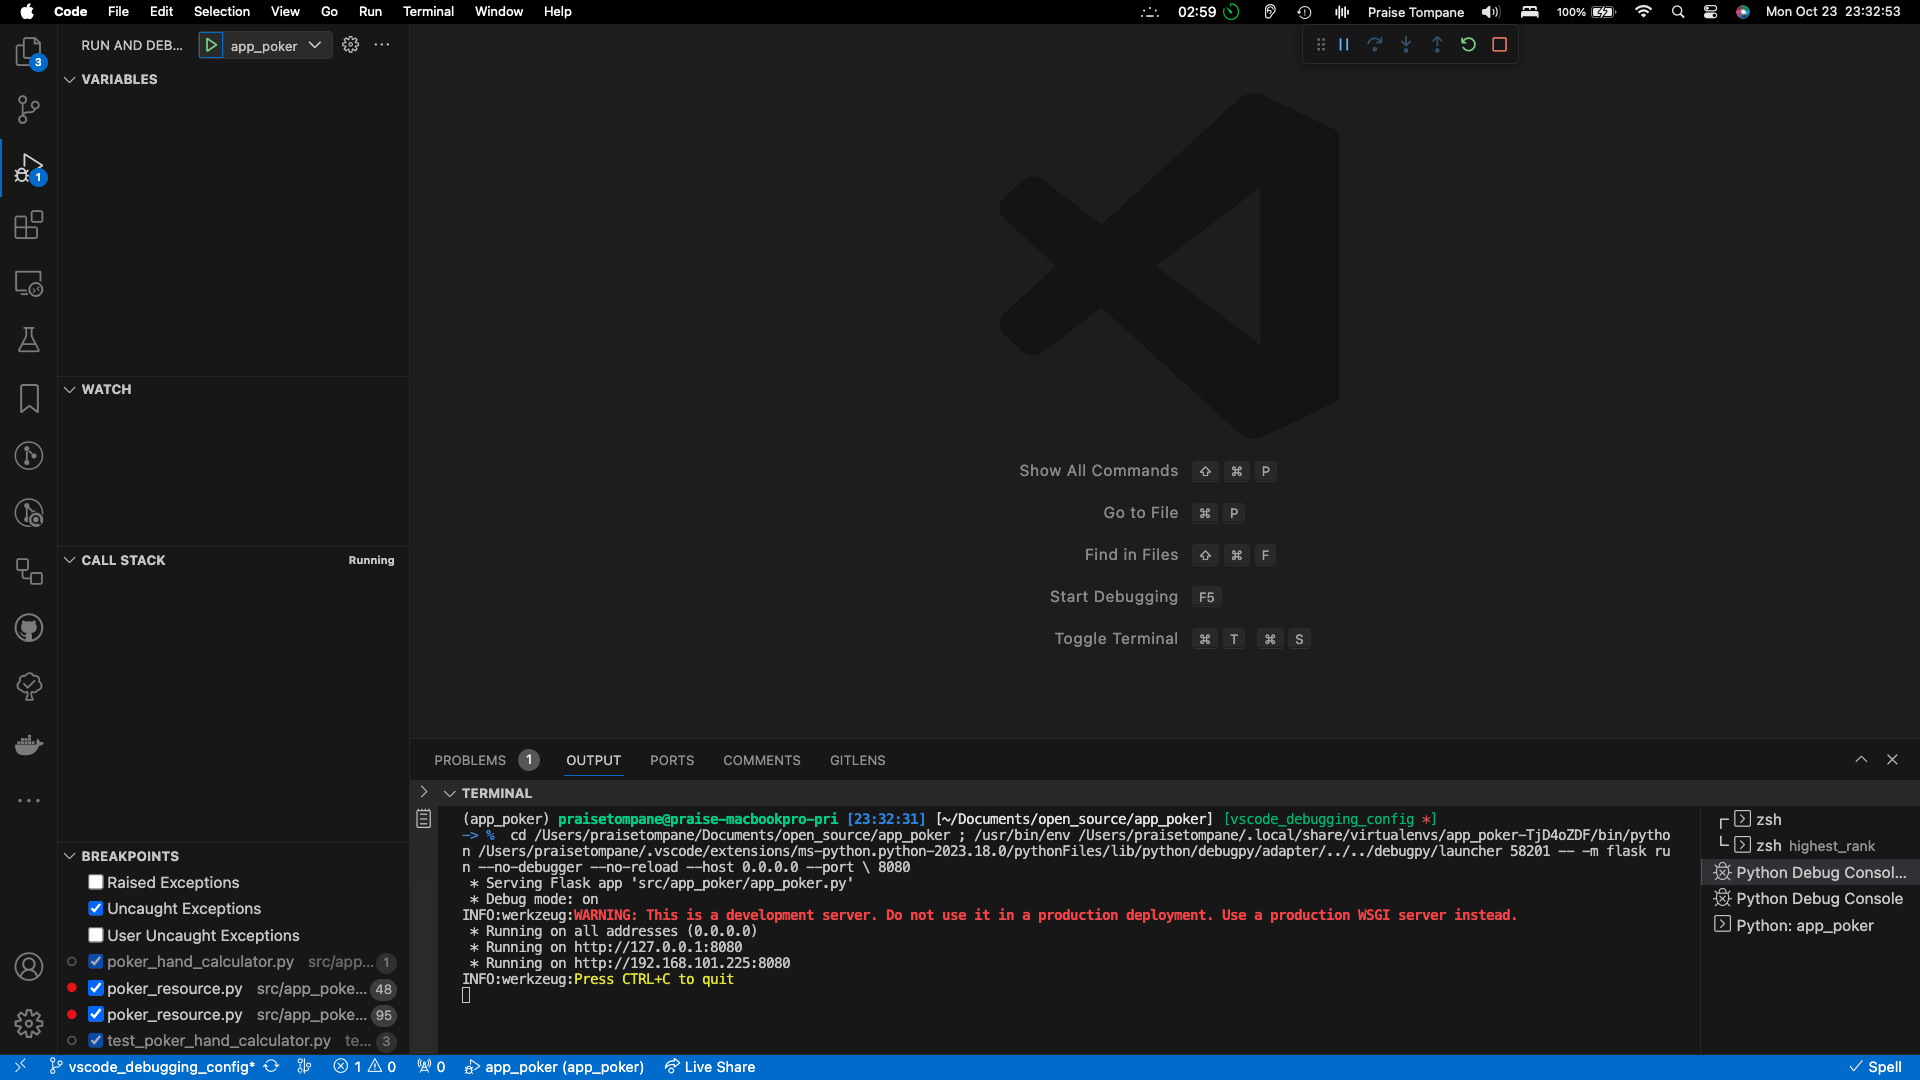 Code File Edit Selection View Go Run Terminal Window Help 02:59 Praise Tompane 100% Mon Oct 23 23:32:53
RUN AND DEB... app_poker
VARIABLES
WATCH
CALL STACK Running
BREAKPOINTS
Raised Exceptions
Uncaught Exceptions
User Uncaught Exceptions
poker_hand_calculator.py src/app... 1
poker_resource.py src/app_poke... 48
poker_resource.py src/app_poke... 95
test_poker_hand_calculator.py te... 3
3
1
Show All Commands ⇧ ⌘ P
Go to File ⌘ P
Find in Files ⇧ ⌘ F
Start Debugging F5
Toggle Terminal ⌘ T ⌘ S
PROBLEMS 1 OUTPUT PORTS COMMENTS GITLENS
TERMINAL
(app_poker) praisetompane@praise-macbookpro-pri [23:32:31] [~/Documents/open_source/app_poker] [vscode_debugging_config *]
-> % cd /Users/praisetompane/Documents/open_source/app_poker ; /usr/bin/env /Users/praisetompane/.local/share/virtualenvs/app_poker-TjD4oZDF/bin/pytho
n /Users/praisetompane/.vscode/extensions/ms-python.python-2023.18.0/pythonFiles/lib/python/debugpy/adapter/../../debugpy/launcher 58201 -- -m flask ru
n --no-debugger --no-reload --host 0.0.0.0 --port \ 8080
* Serving Flask app 'src/app_poker/app_poker.py'
* Debug mode: on
INFO:werkzeug:WARNING: This is a development server. Do not use it in a production deployment. Use a production WSGI server instead.
* Running on all addresses (0.0.0.0)
* Running on http://127.0.0.1:8080
* Running on http://192.168.101.225:8080
INFO:werkzeug:Press CTRL+C to quit
zsh
zsh highest_rank
Python Debug Consol...
Python Debug Console
Python: app_poker
vscode_debugging_config* 1 0 0 app_poker (app_poker) Live Share Spell